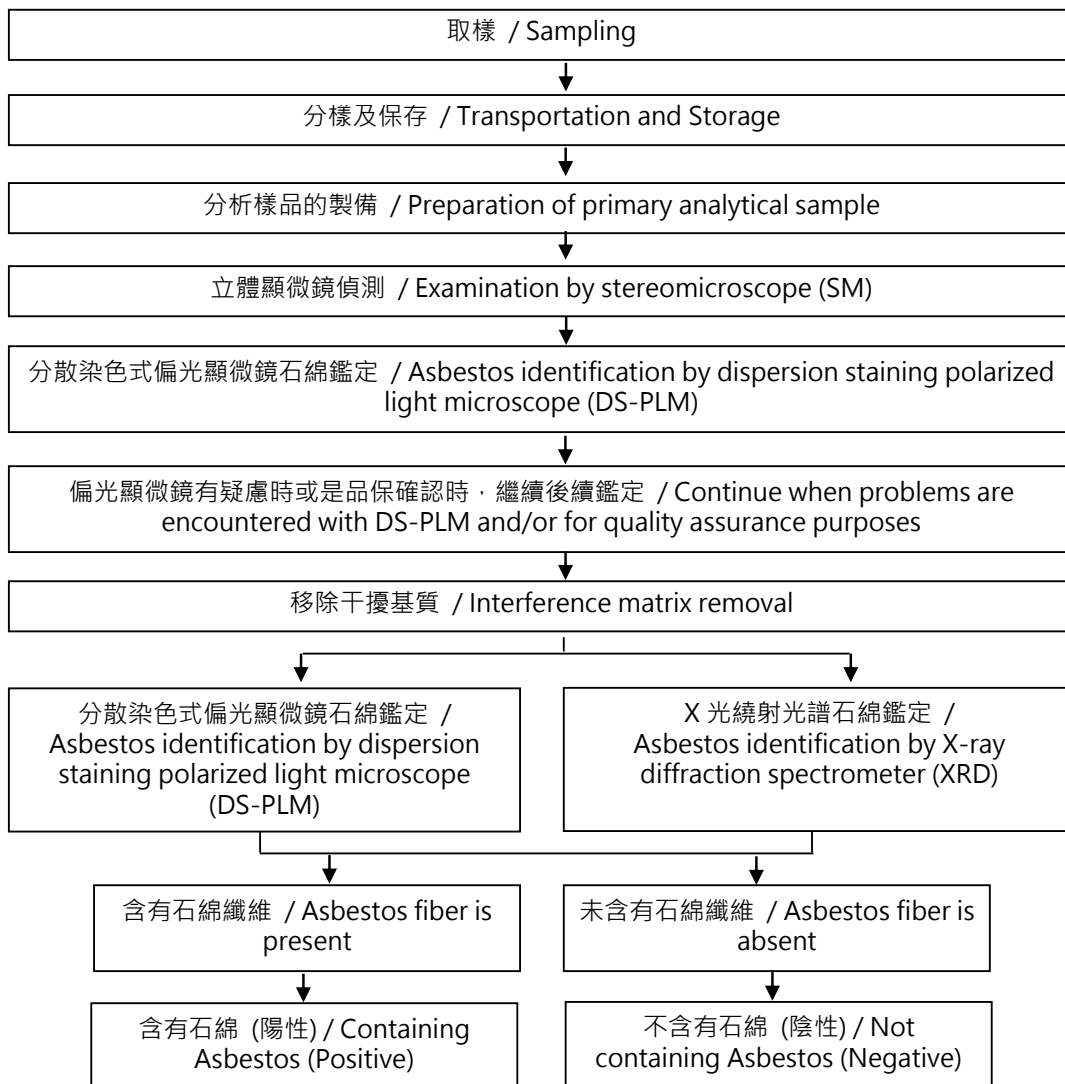 取樣 / Sampling
分樣及保存 / Transportation and Storage
分析樣品的製備 / Preparation of primary analytical sample
立體顯微鏡偵測 / Examination by stereomicroscope (SM)
分散染色式偏光顯微鏡石綿鑑定 / Asbestos identification by dispersion staining polarized
light microscope (DS-PLM)
偏光顯微鏡有疑慮時或是品保確認時，繼續後續鑑定 / Continue when problems are
encountered with DS-PLM and/or for quality assurance purposes
移除干擾基質 / Interference matrix removal
分散染色式偏光顯微鏡石綿鑑定 /
Asbestos identification by dispersion
staining polarized light microscope
(DS-PLM)
X 光繞射光譜石綿鑑定 /
Asbestos identification by X-ray
diffraction spectrometer (XRD)
含有石綿纖維 / Asbestos fiber is
present
未含有石綿纖維 / Asbestos fiber is
absent
含有石綿 (陽性) / Containing
Asbestos (Positive)
不含有石綿 (陰性) / Not
containing Asbestos (Negative)